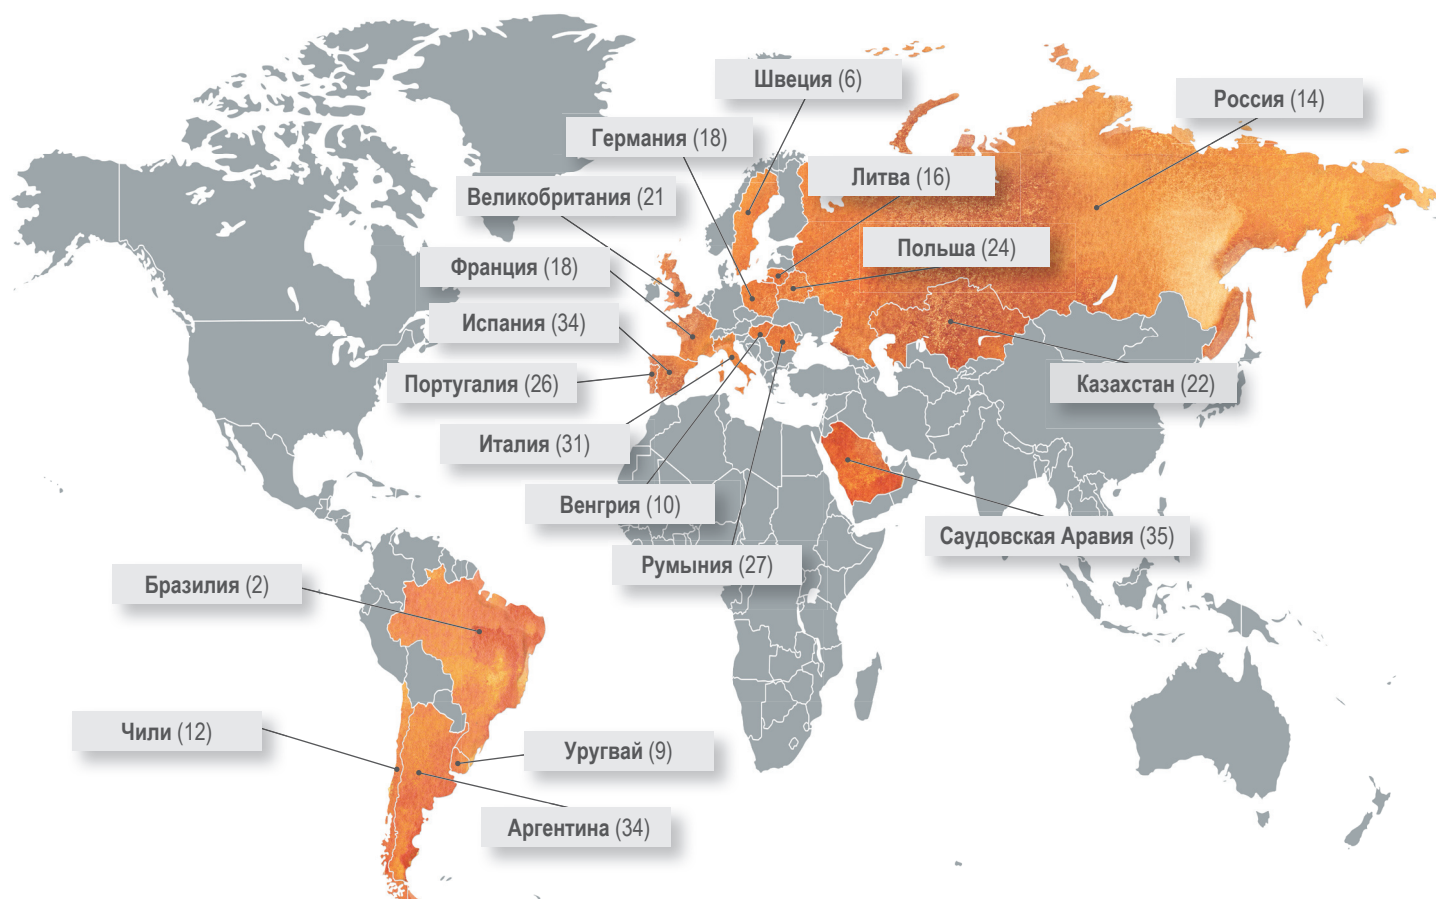 Швеция (6)
Россия (14)
Германия (18)
Литва (16)
Великобритания (21
Польша (24)
Франция (18)
Испания (34)
Португалия (26)
Казахстан (22)
Италия (31)
Венгрия (10)
Саудовская Аравия (35)
Румыния (27)
Бразилия (2)
Чили (12)
Уругвай (9)
Аргентина (34)